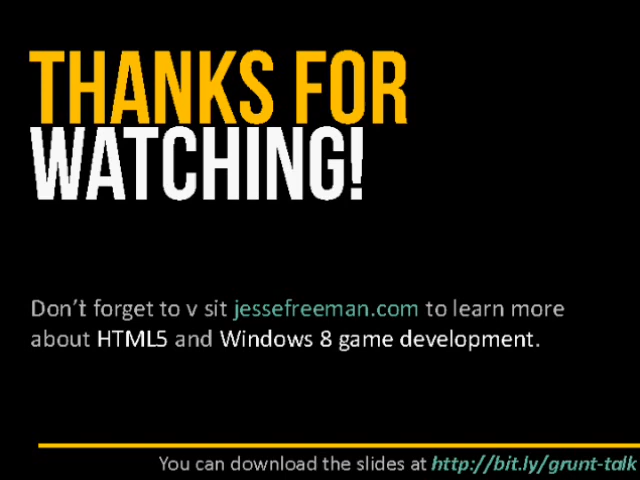 THANKS FOR
WATCHING!
Don't forget to v sit jessefreeman.com to learn more
about HTML5 and Windows 8 game development.
You can download the slides at http://bit.ly/grunt-talk